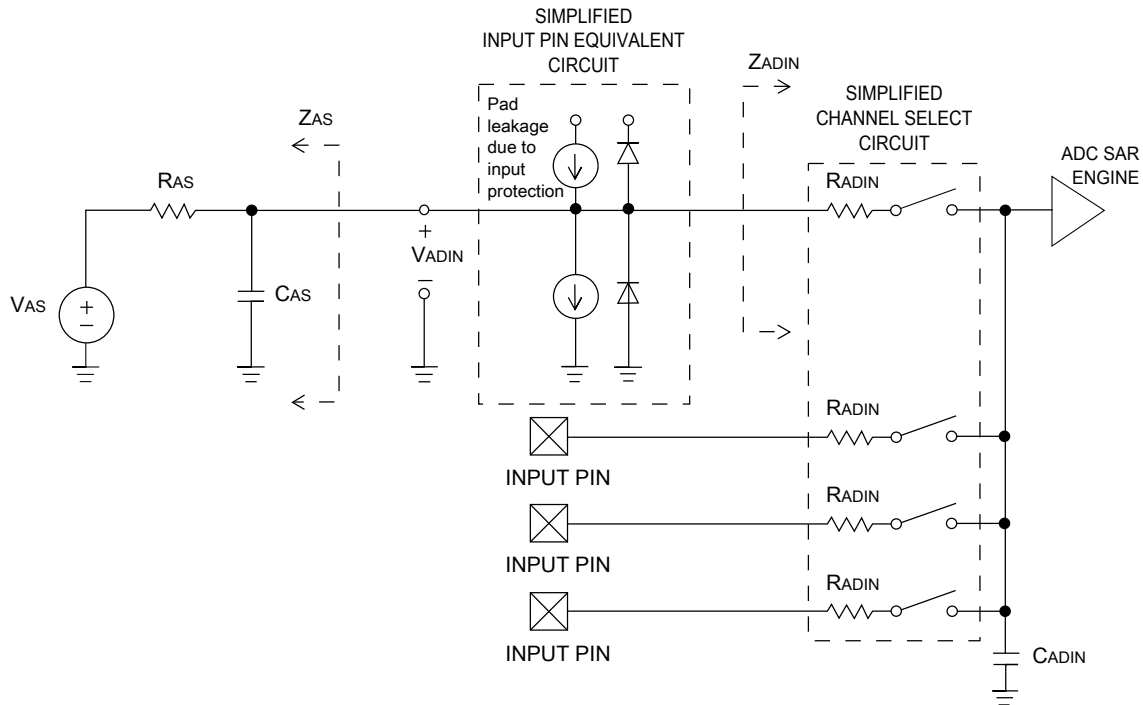 SIMPLIFIED
INPUT PIN EQUIVALENT
CIRCUIT
ZADIN
Pad
leakage
due to
input
protection
SIMPLIFIED
CHANNEL SELECT
CIRCUIT
ZAS
ADC SAR
ENGINE
RAS
RADIN
+
VADIN
−
VAS
+
−
CAS
RADIN
INPUT PIN
RADIN
INPUT PIN
RADIN
INPUT PIN
CADIN